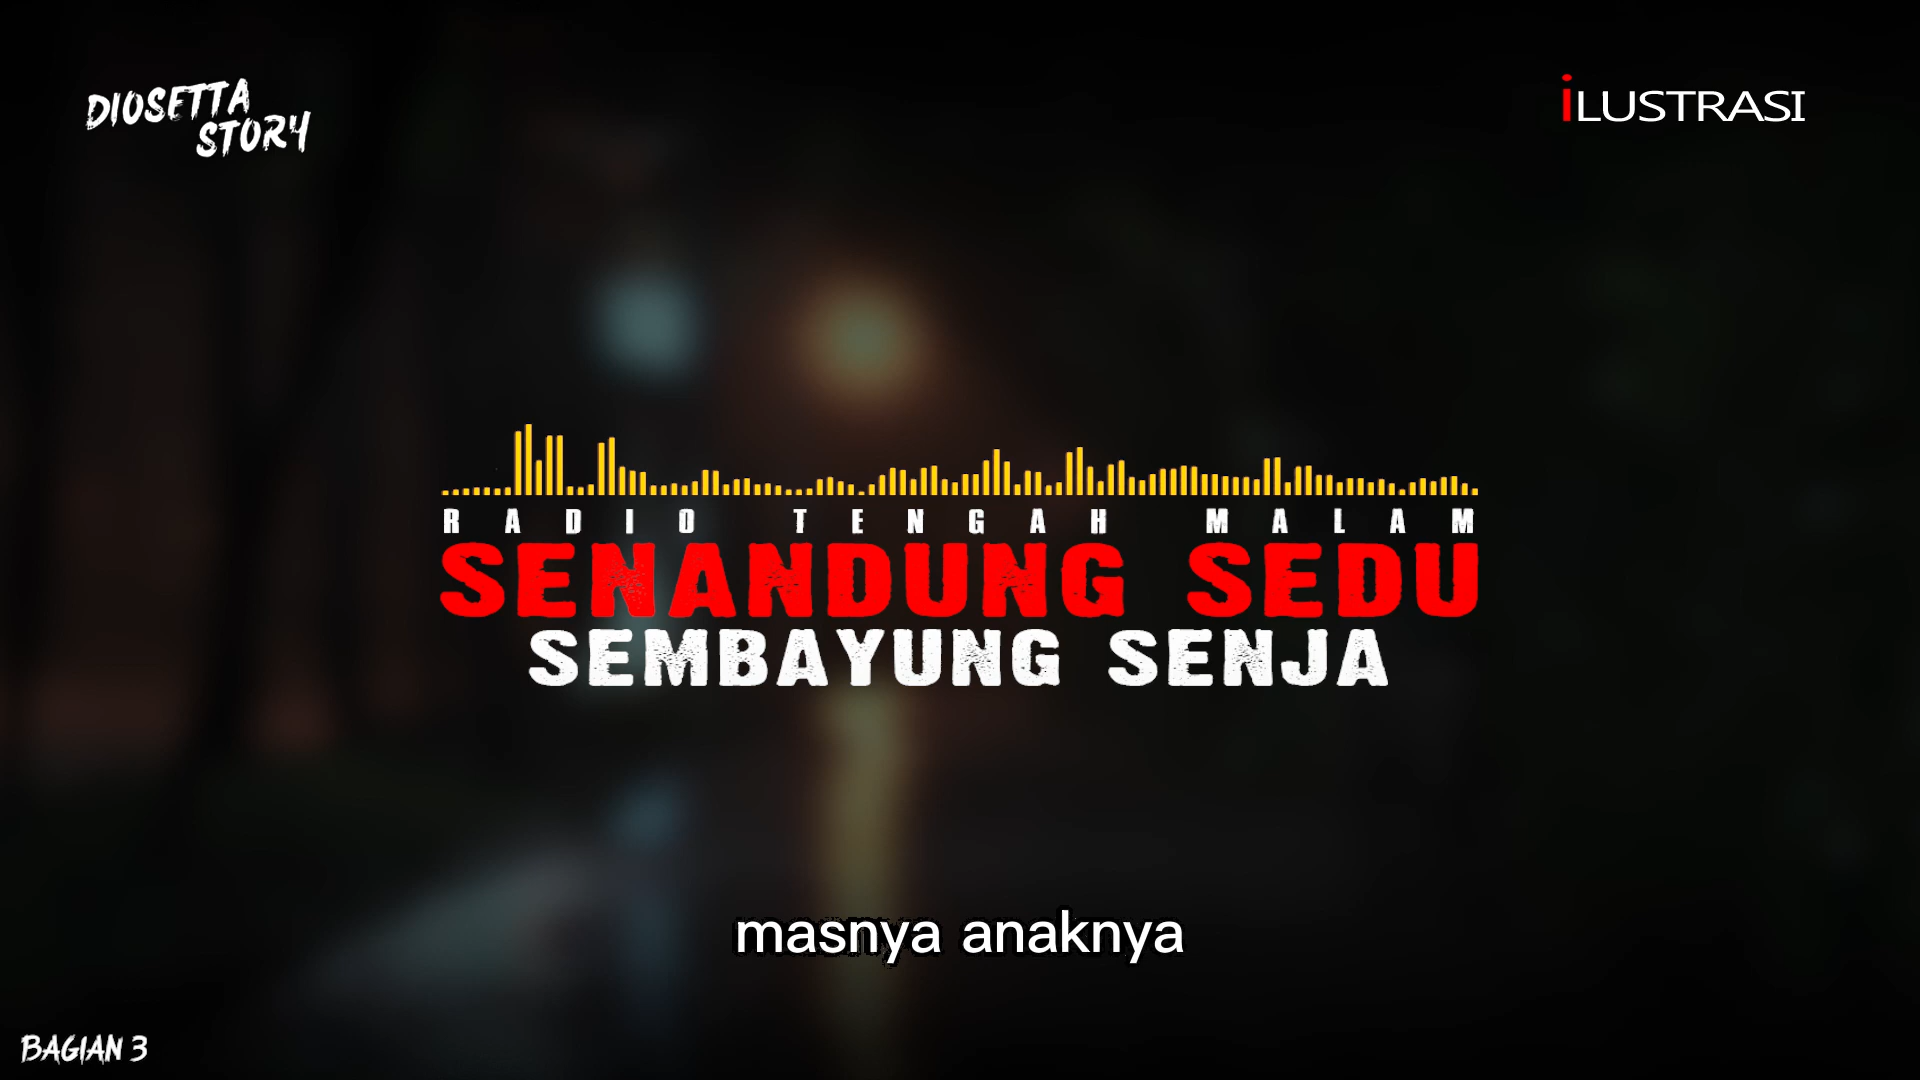 DIOSETTA
STORY
iLUSTRASI
RADIO TENGAH MALAM
SENANDUNG SEDU
SEMBAYUNG SENJA
masnya anaknya
BAGIAN 3